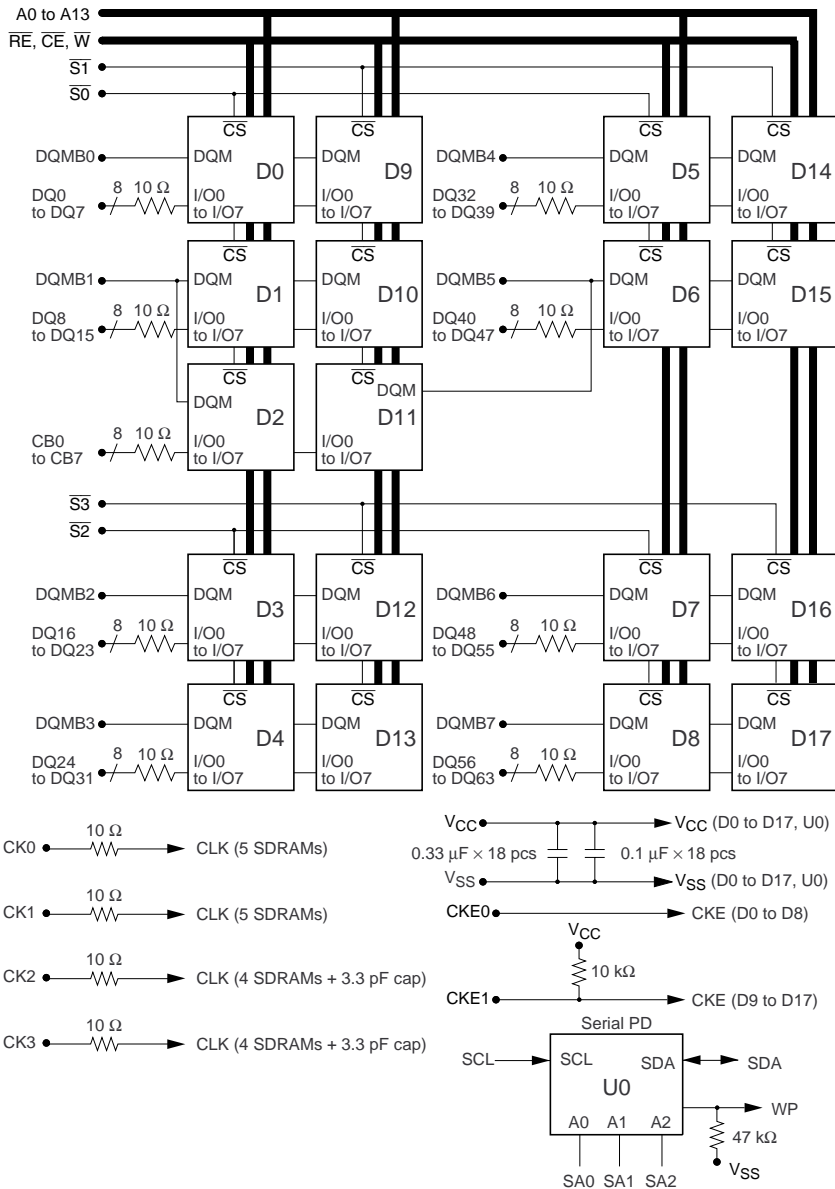 A0 to A13
RE, CE, W
S1
S0
CS CS CS CS
DQMB0 DQM D0 D9 DQMB4 DQM D5 D14
DQ0 to DQ7 8 10 Ω I/O0 to I/O7 I/O0 to I/O7 DQ32 to DQ39 8 10 Ω I/O0 to I/O7 I/O0 to I/O7
CS CS CS CS
DQMB1 DQM D1 DQM D10 DQMB5 DQM D6 DQM D15
DQ8 to DQ15 8 10 Ω I/O0 to I/O7 I/O0 to I/O7 DQ40 to DQ47 8 10 Ω I/O0 to I/O7 I/O0 to I/O7
CS CS
DQM D2 DQM D11
CB0 to CB7 8 10 Ω I/O0 to I/O7 I/O0 to I/O7
S3
S2
CS CS CS CS
DQMB2 DQM D3 DQM D12 DQMB6 DQM D7 DQM D16
DQ16 to DQ23 8 10 Ω I/O0 to I/O7 I/O0 to I/O7 DQ48 to DQ55 8 10 Ω I/O0 to I/O7 I/O0 to I/O7
CS CS CS CS
DQMB3 DQM D4 DQM D13 DQMB7 DQM D8 DQM D17
DQ24 to DQ31 8 10 Ω I/O0 to I/O7 I/O0 to I/O7 DQ56 to DQ63 8 10 Ω I/O0 to I/O7 I/O0 to I/O7
10 Ω
CK0 CLK (5 SDRAMs)
10 Ω
CK1 CLK (5 SDRAMs)
10 Ω
CK2 CLK (4 SDRAMs + 3.3 pF cap)
10 Ω
CK3 CLK (4 SDRAMs + 3.3 pF cap)
VCC VCC (D0 to D17, U0)
0.33 µF × 18 pcs 0.1 µF × 18 pcs
VSS VSS (D0 to D17, U0)
CKE0 CKE (D0 to D8)
VCC
10 kΩ
CKE1 CKE (D9 to D17)
Serial PD
SCL SCL SDA SDA
U0
WP
A0 A1 A2
47 kΩ
VSS
SA0 SA1 SA2